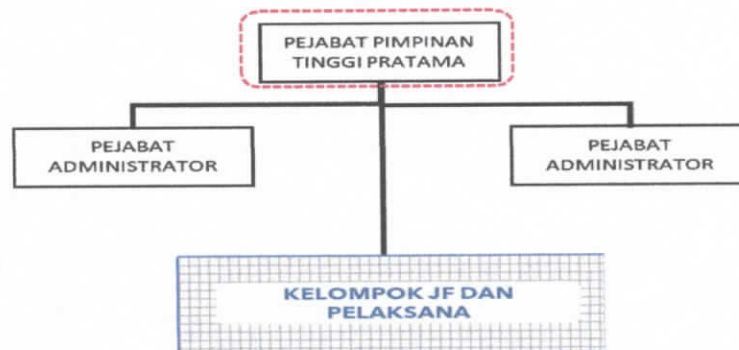 PEJABAT PIMPINAN
TINGGI PRATAMA
PEJABAT
ADMINISTRATOR
PEJABAT
ADMINISTRATOR
KELOMPOK JF DAN
PELAKSANA